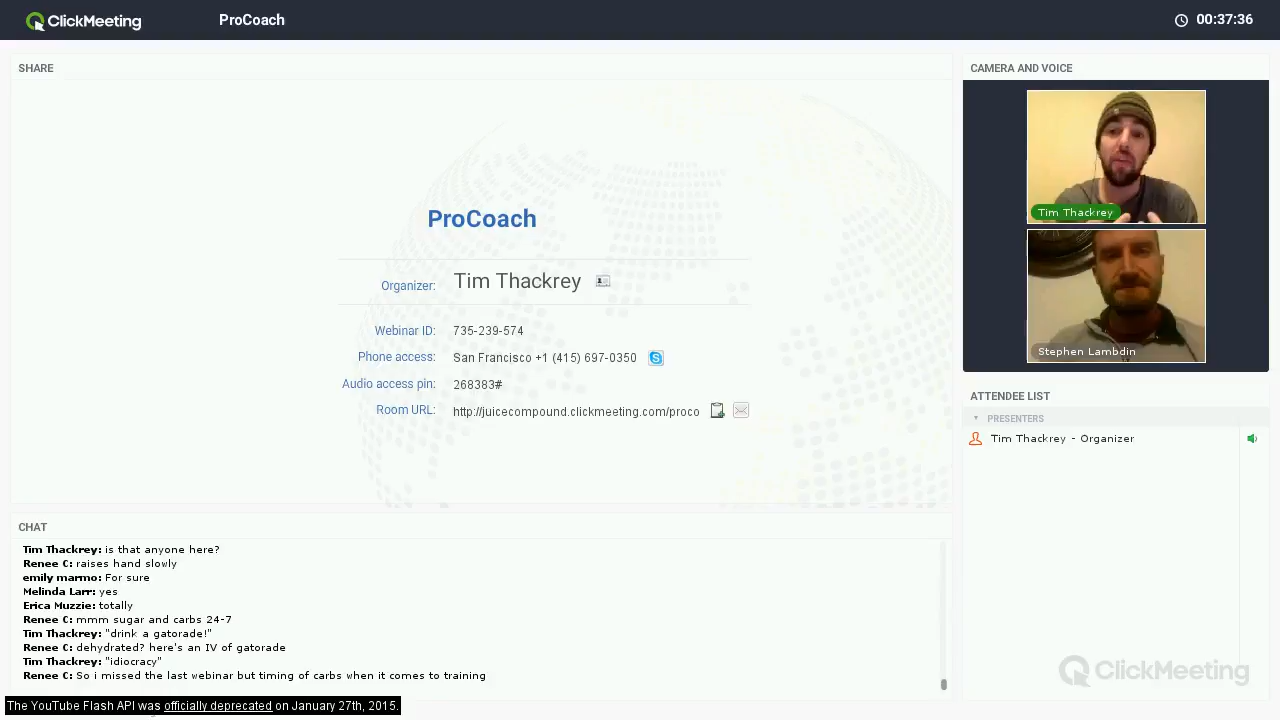 ClickMeeting
ProCoach
00:37:36
SHARE
ProCoach
Organizer: Tim Thackrey
Webinar ID: 735-239-574
Phone access: San Francisco +1 (415) 697-0350
Audio access pin: 268383#
Room URL: http://juicecompound.clickmeeting.com/proco
CAMERA AND VOICE
Tim Thackrey
Stephen Lambdin
ATTENDEE LIST
PRESENTERS
Tim Thackrey - Organizer
CHAT
Tim Thackrey: is that anyone here?
Renee C: raises hand slowly
emily marmo: For sure
Melinda Larr: yes
Erica Muzzie: totally
Renee C: mmm sugar and carbs 24-7
Tim Thackrey: "drink a gatorade!"
Renee C: dehydrated? here's an IV of gatorade
Tim Thackrey: "idiocracy"
Renee C: So i missed the last webinar but timing of carbs when it comes to training
ClickMeeting
The YouTube Flash API was officially deprecated on January 27th, 2015.